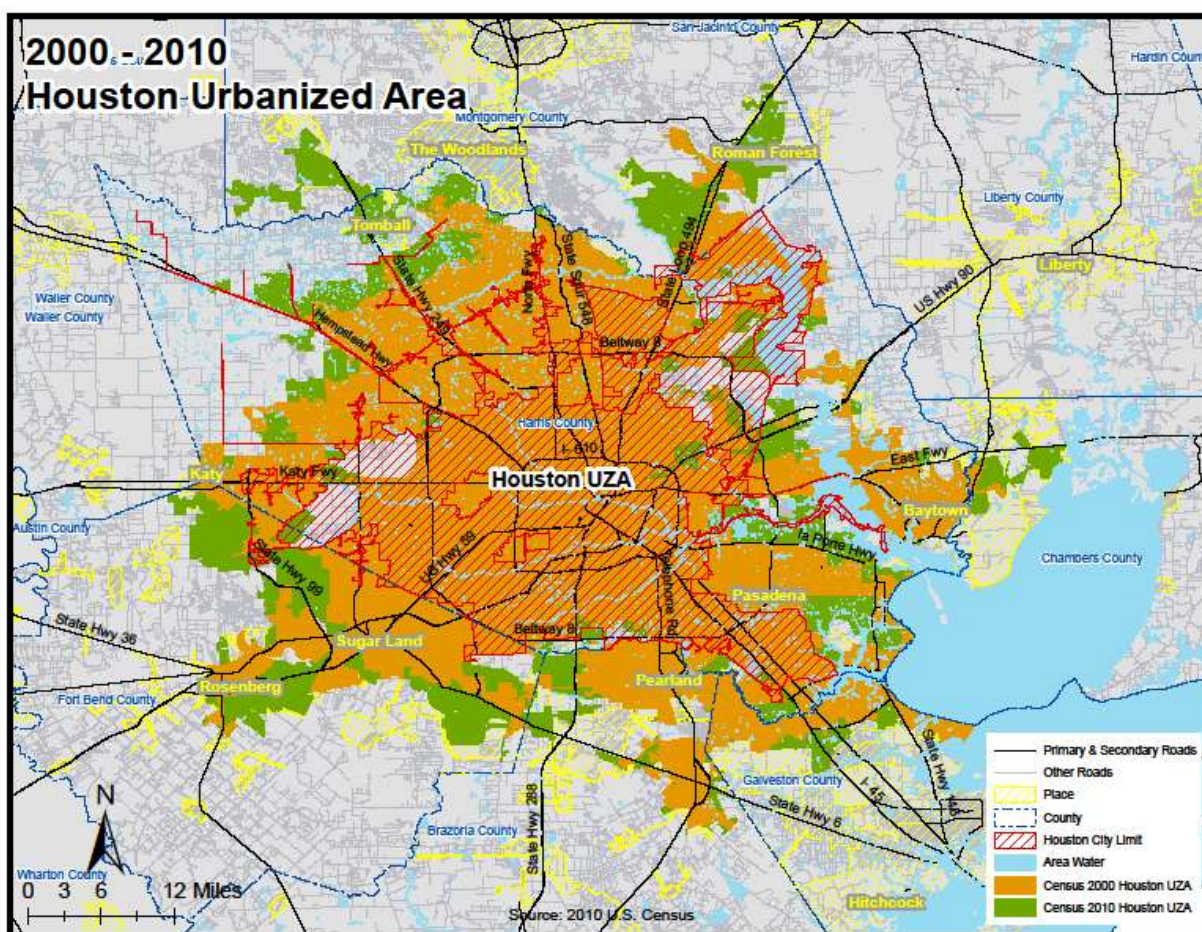 2000 - 2010
Houston Urbanized Area
San Jacinto County
Hardin County
Montgomery County
The Woodlands
Roman Forest
Liberty County
Tomball
State Loop 494
North Fwy
State Spur 548
State Hwy 249
Liberty
US Hwy 90
Waller County
Waller County
Hempstead Hwy
Beltway 8
Harris County
I- 610
Katy
Katy Fwy
Houston UZA
East Fwy
Baytown
Austin County
la Porte Hwy
Chambers County
State Hwy 99
US Hwy 59
Telephone Rd
Pasadena
State Hwy 36
Sugar Land
Beltway 8
Rosenberg
Pearland
Fort Bend County
State Hwy 146
Galveston County
I- 45
State Hwy 6
State Hwy 288
Brazoria County
Wharton County
Hitchcock
N
0 3 6 12 Miles
Source: 2010 U.S. Census
Primary & Secondary Roads
Other Roads
Place
County
Houston City Limit
Area Water
Census 2000 Houston UZA
Census 2010 Houston UZA